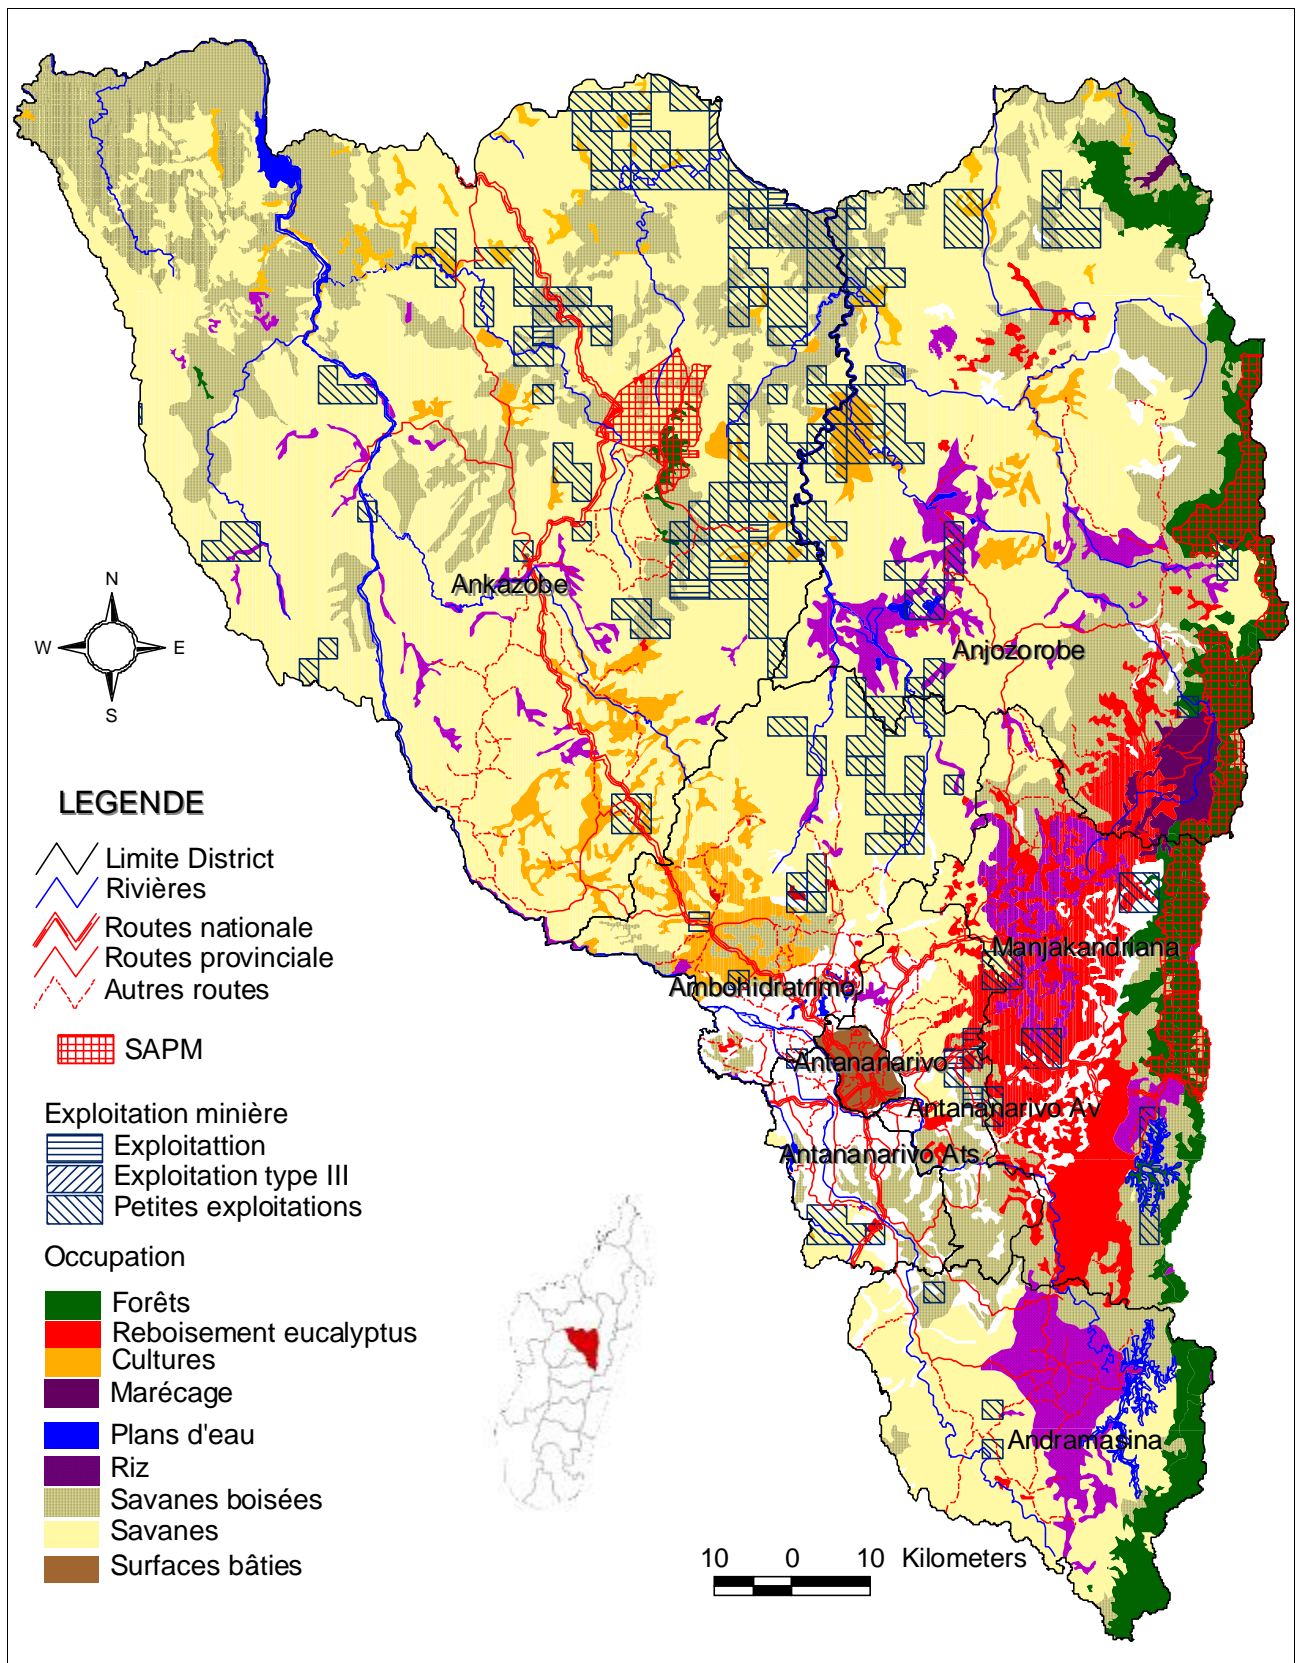 Ankazobe
N
W
E
S
Anjozorobe
LEGENDE
Limite District
Rivières
Routes nationale
Routes provinciale
Autres routes
SAPM
Manjakandriana
Ambohidratrimo
Antananarivo
Antananarivo Av
Antananarivo Ats
Exploitation minière
Exploitattion
Exploitation type III
Petites exploitations
Occupation
Forêts
Reboisement eucalyptus
Cultures
Marécage
Plans d'eau
Riz
Savanes boisées
Savanes
Surfaces bâties
Andramasina
10 0 10 Kilometers